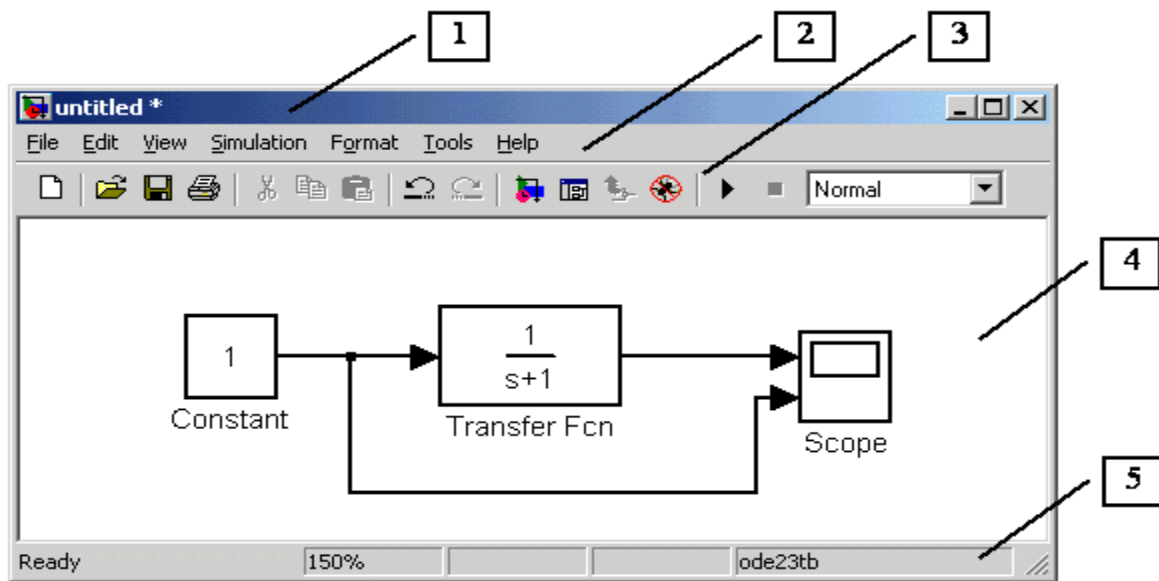 1 2 3
untitled *
File Edit View Simulation Format Tools Help
Normal
4
1
1
s+1
Constant
Transfer Fcn
Scope
5
Ready 150% ode23tb